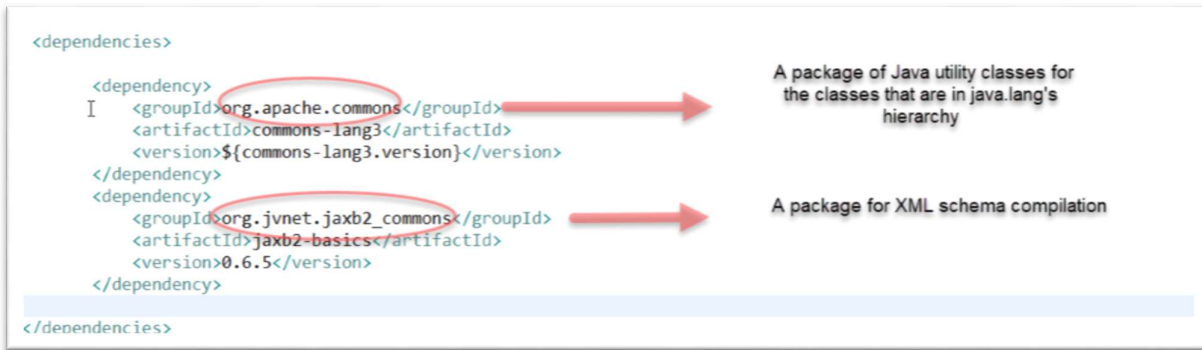 <dependencies>
<dependency>
<groupId>org.apache.commons</groupId>
<artifactId>commons-lang3</artifactId>
<version>${commons-lang3.version}</version>
</dependency>
<dependency>
<groupId>org.jvnet.jaxb2_commons</groupId>
<artifactId>jaxb2-basics</artifactId>
<version>0.6.5</version>
</dependency>
</dependencies>
A package of Java utility classes for
the classes that are in java.lang's
hierarchy
A package for XML schema compilation